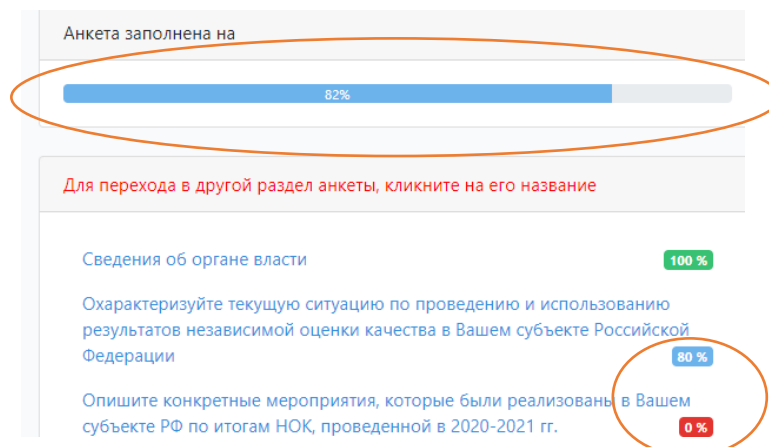 Анкета заполнена на
82%
Для перехода в другой раздел анкеты, кликните на его название
Сведения об органе власти 100 %
Охарактеризуйте текущую ситуацию по проведению и использованию
результатов независимой оценки качества в Вашем субъекте Российской
Федерации 80 %
Опишите конкретные мероприятия, которые были реализованы в Вашем
субъекте РФ по итогам НОК, проведенной в 2020-2021 гг. 0 %